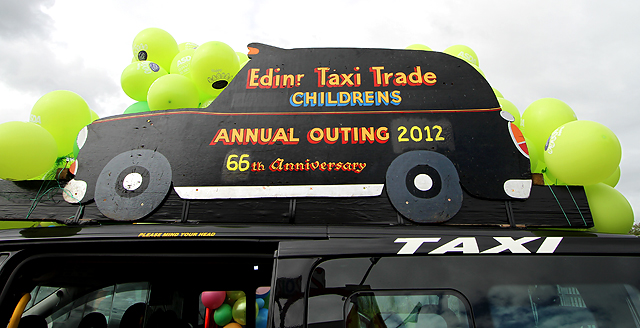 Edinr Taxi Trade
CHILDRENS
ANNUAL OUTING 2012
66th Anniversary
PLEASE MIND YOUR HEAD
TAXI